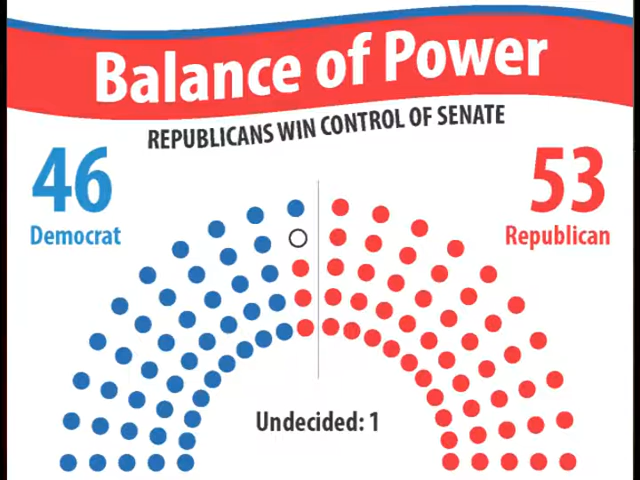 Balance of Power
REPUBLICANS WIN CONTROL OF SENATE
46
Democrat
53
Republican
Undecided: 1